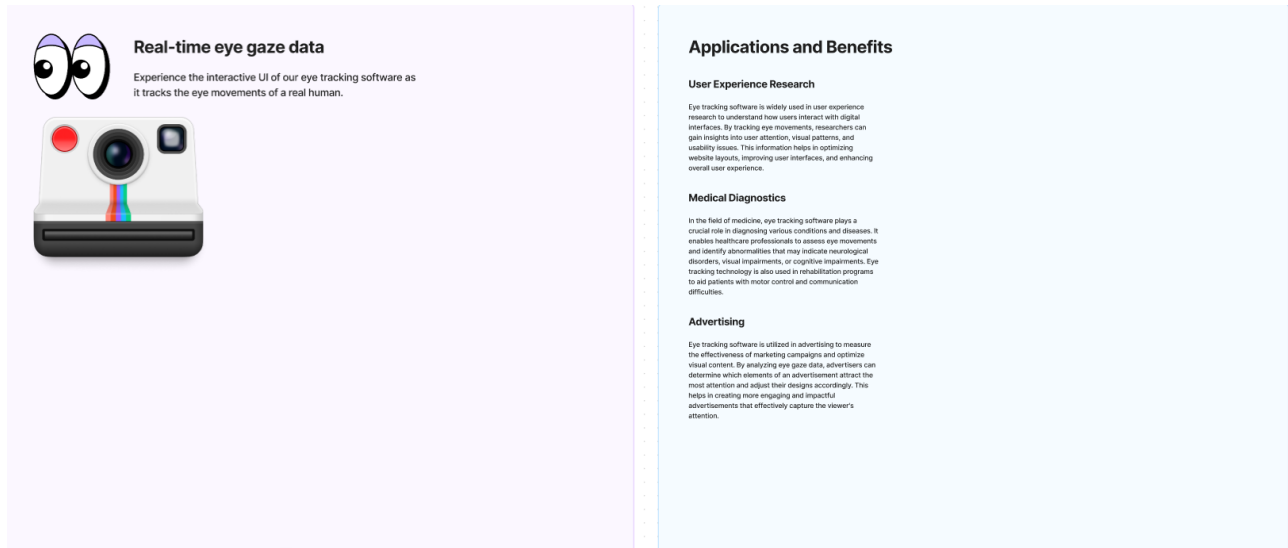 Real-time eye gaze data
Experience the interactive UI of our eye tracking software as
it tracks the eye movements of a real human.
Applications and Benefits
User Experience Research
Eye tracking software is widely used in user experience
research to understand how users interact with digital
interfaces. By tracking eye movements, researchers can
gain insights into user attention, visual patterns, and
usability issues. This information helps in optimizing
website layouts, improving user interfaces, and enhancing
overall user experience.
Medical Diagnostics
In the field of medicine, eye tracking software plays a
crucial role in diagnosing various conditions and diseases. It
enables healthcare professionals to assess eye movements
and identify abnormalities that may indicate neurological
disorders, visual impairments, or cognitive impairments. Eye
tracking technology is also used in rehabilitation programs
to aid patients with motor control and communication
difficulties.
Advertising
Eye tracking software is utilized in advertising to measure
the effectiveness of marketing campaigns and optimize
visual content. By analyzing eye gaze data, advertisers can
determine which elements of an advertisement attract the
most attention and adjust their designs accordingly. This
helps in creating more engaging and impactful
advertisements that effectively capture the viewer's
attention.